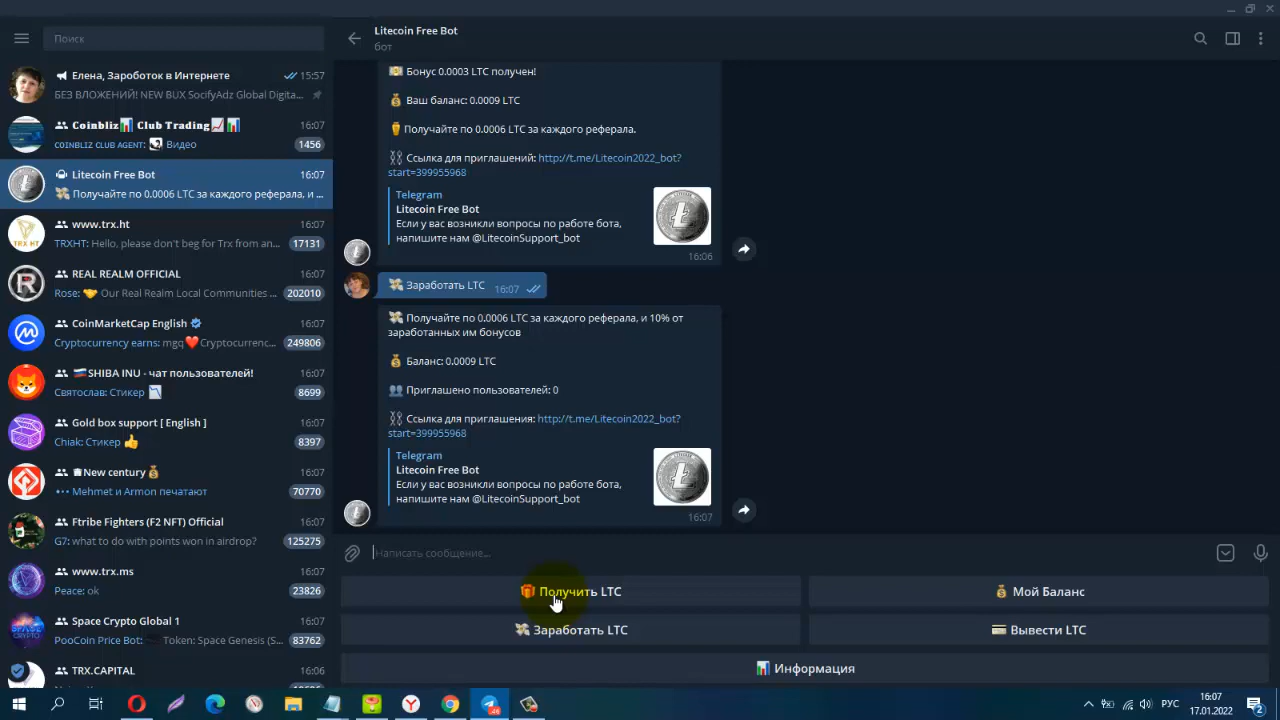 Поиск
Елена, Зароботок в Интернете
15:57
БЕЗ ВЛОЖЕНИЙ! NEW BUX SocifyAdz Global Digita...
𝐂𝐨𝐢𝐧𝐛𝐥𝐢𝐳📊 𝐂𝐥𝐮𝐛 𝐓𝐫𝐚𝐝𝐢𝐧𝐠📈📊
16:07
COINBLIZ CLUB AGENT: Видео
1456
Litecoin Free Bot
16:07
💸 Получайте по 0.0006 LTC за каждого реферала, и ...
www.trx.ht
16:07
TRXHT: Hello, please don't beg for Trx from an...
17131
REAL REALM OFFICIAL
16:07
Rose: 🤝 Our Real Realm Local Communities ...
202010
CoinMarketCap English
16:07
Cryptocurrency earns: mgq❤️Cryptocurrenc...
249806
🇷🇺SHIBA INU - чат пользователей!
16:07
Святослав: Стикер 📉
8699
Gold box support [ English ]
16:07
Chiak: Стикер 👍
8397
New century 💰
16:07
Mehmet и Armon печатают
70770
Ftribe Fighters (F2 NFT) Official
16:07
G7: what to do with points won in airdrop?
125275
www.trx.ms
16:07
Peace: ok
23826
Space Crypto Global 1
16:07
PooCoin Price Bot: Token: Space Genesis (S...
83762
TRX.CAPITAL
16:06
Litecoin Free Bot
бот
💴 Бонус 0.0003 LTC получен!
💰 Ваш баланс: 0.0009 LTC
Получайте по 0.0006 LTC за каждого реферала.
⛓ Ссылка для приглашений: http://t.me/Litecoin2022_bot?
start=399955968
Telegram
Litecoin Free Bot
Если у вас возникли вопросы по работе бота,
напишите нам @LitecoinSupport_bot
16:06
💸 Заработать LTC 16:07
💸 Получайте по 0.0006 LTC за каждого реферала, и 10% от
заработанных им бонусов
💰 Баланс: 0.0009 LTC
👥 Приглашено пользователей: 0
⛓ Ссылка для приглашения: http://t.me/Litecoin2022_bot?
start=399955968
Telegram
Litecoin Free Bot
Если у вас возникли вопросы по работе бота,
напишите нам @LitecoinSupport_bot
16:07
Написать сообщение...
🎁 Получить LTC
💰 Мой Баланс
💸 Заработать LTC
💳 Вывести LTC
📊 Информация
РУС
16:07
17.01.2022
2